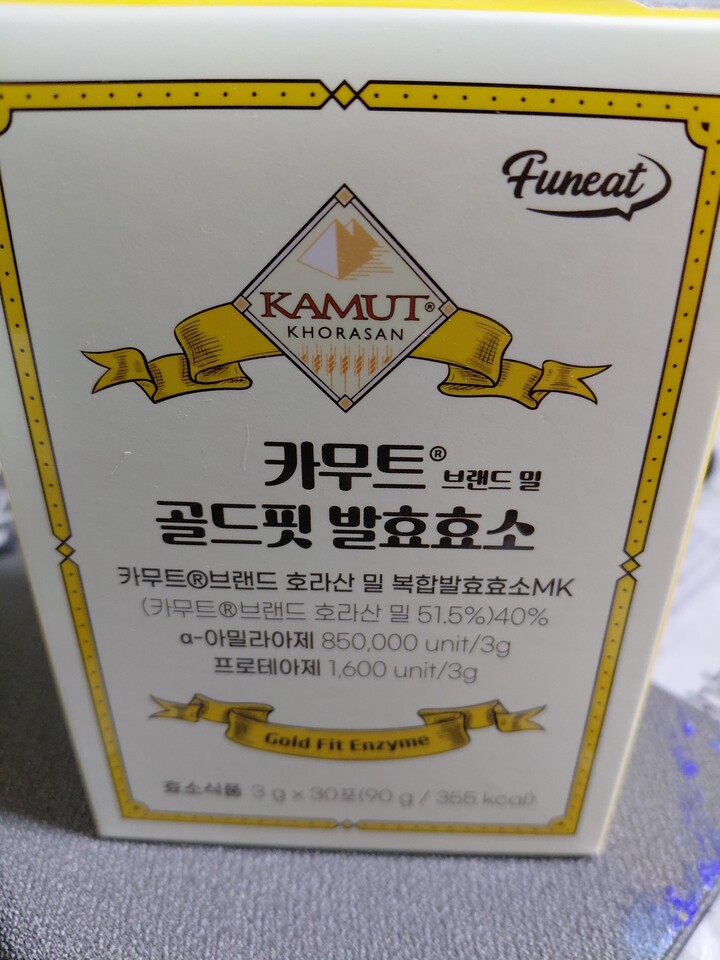 Funeat
KAMUT®
KHORASAN
카무트® 브랜드 밀
골드핏 발효효소
카무트®브랜드 호라산 밀 복합발효효소MK
(카무트®브랜드 호라산 밀 51.5%)40%
α-아밀라아제 850,000 unit/3g
프로테아제 1,600 unit/3g
Gold Fit Enzyme
효소식품 3 g x 30포(90 g / 355 kcal)